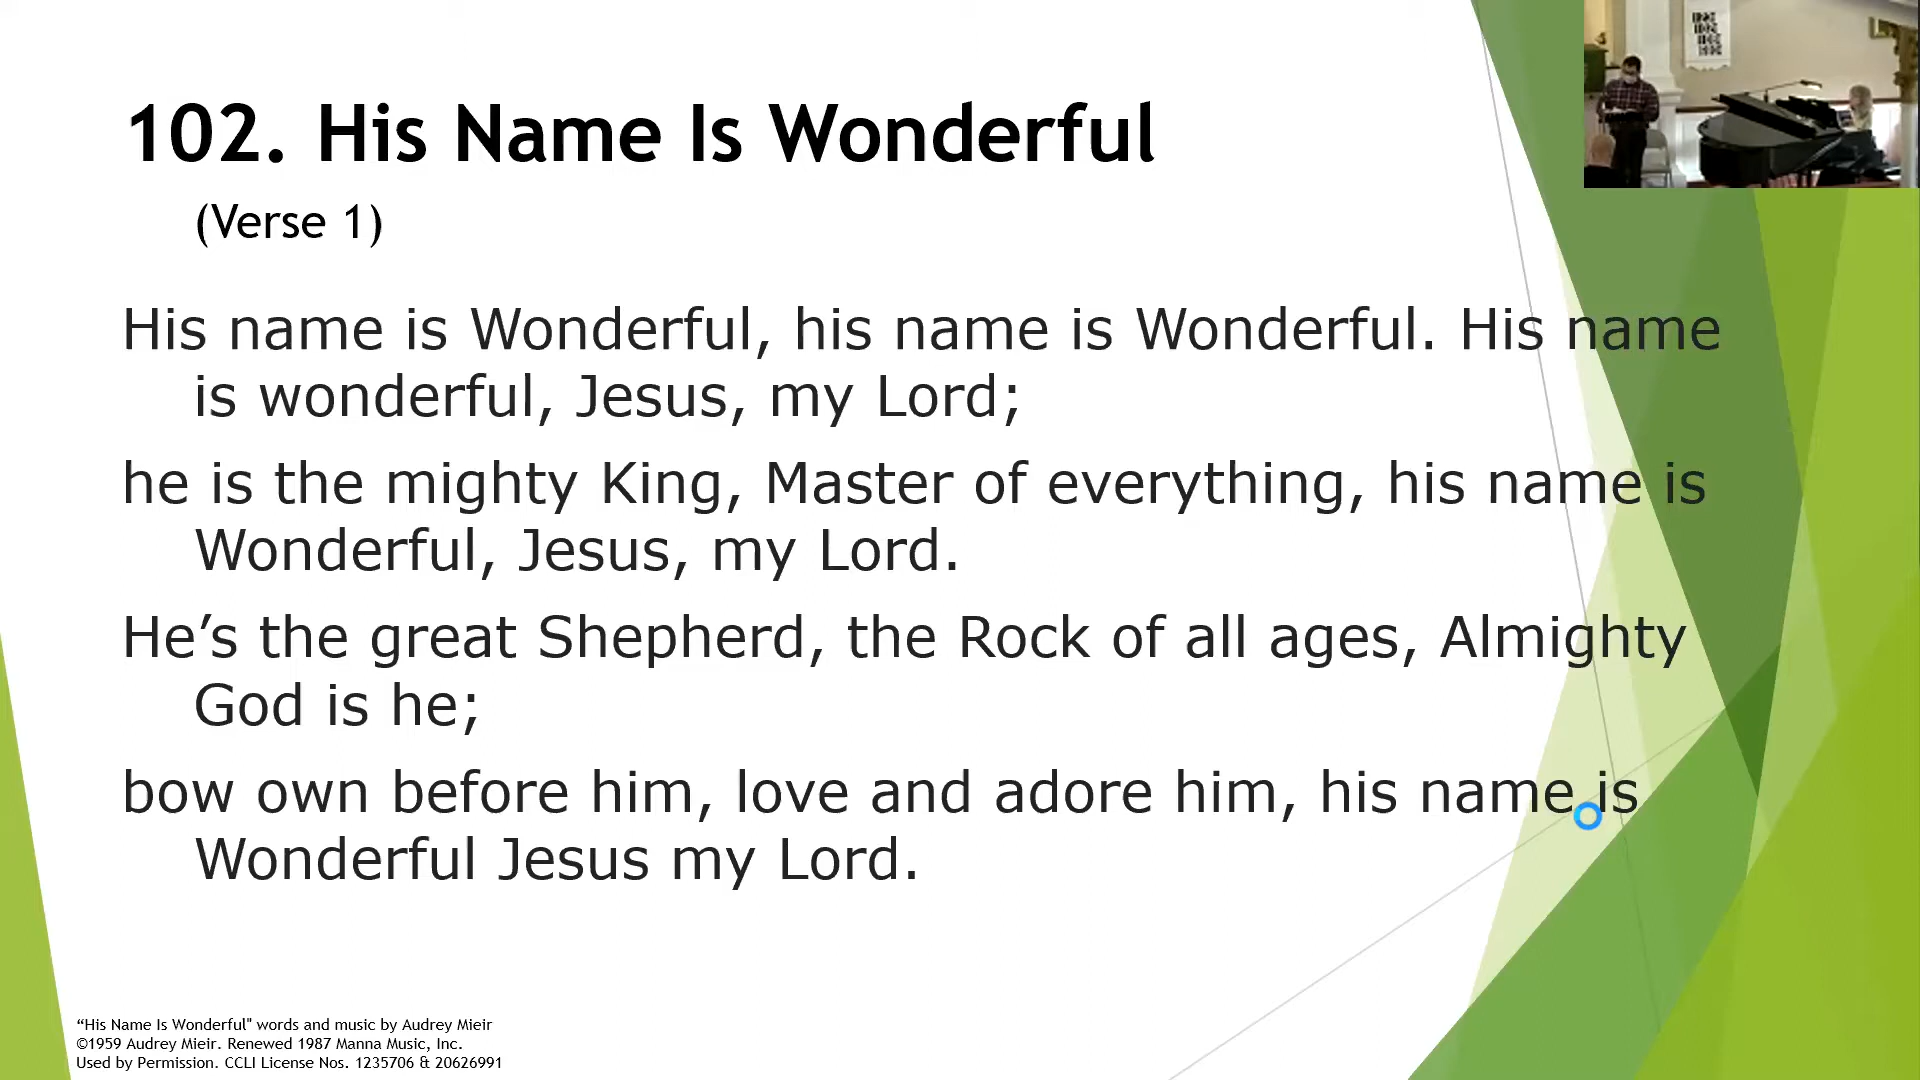 102. His Name Is Wonderful
(Verse 1)
His name is Wonderful, his name is Wonderful. His name
is wonderful, Jesus, my Lord;
he is the mighty King, Master of everything, his name is
Wonderful, Jesus, my Lord.
He’s the great Shepherd, the Rock of all ages, Almighty
God is he;
bow own before him, love and adore him, his name is
Wonderful Jesus my Lord.
“His Name Is Wonderful" words and music by Audrey Mieir
©1959 Audrey Mieir. Renewed 1987 Manna Music, Inc.
Used by Permission. CCLI License Nos. 1235706 & 20626991